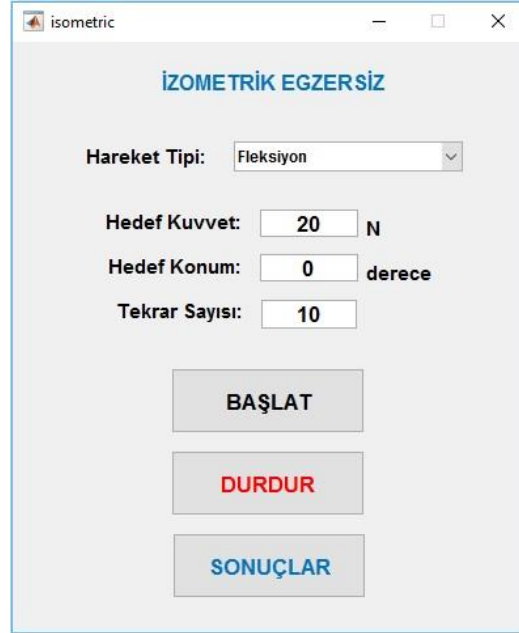 isometric
İZOMETRİK EGZERSİZ
Hareket Tipi: Fleksiyon
Hedef Kuvvet: 20 N
Hedef Konum: 0 derece
Tekrar Sayısı: 10
BAŞLAT
DURDUR
SONUÇLAR